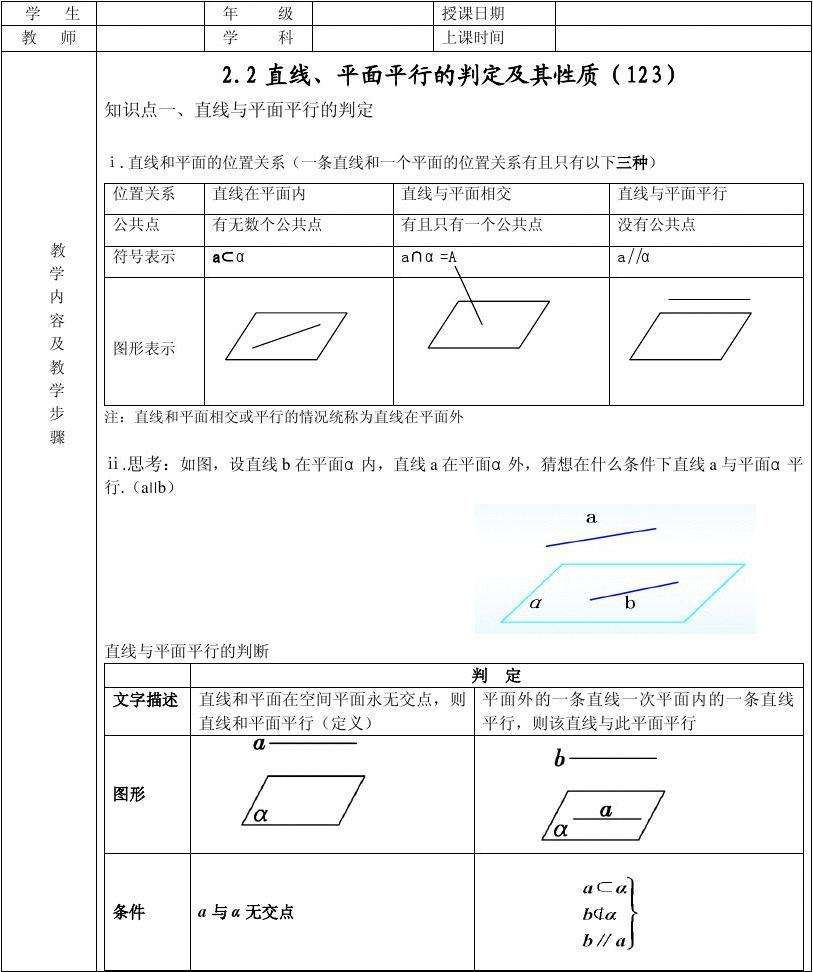 学 生 年 级 授课日期
教 师 学 科 上课时间
2.2 直线、平面平行的判定及其性质（123）
知识点一、直线与平面平行的判定
ⅰ.直线和平面的位置关系（一条直线和一个平面的位置关系有且只有以下三种）
位置关系 直线在平面内 直线与平面相交 直线与平面平行
公共点 有无数个公共点 有且只有一个公共点 没有公共点
符号表示 a⊂α a∩α=A a//α
图形表示
教
学
内
容
及
教
学
步
骤
注：直线和平面相交或平行的情况统称为直线在平面外
ⅱ.思考：如图，设直线 b 在平面α 内，直线 a 在平面α 外，猜想在什么条件下直线 a 与平面α 平
行.（a||b）
a
α b
直线与平面平行的判断
判 定
文字描述 直线和平面在空间平面永无交点，则 平面外的一条直线一次平面内的一条直线
直线和平面平行（定义） 平行，则该直线与此平面平行
图形
a
α
b
a
α
条件 a 与 α 无交点
a⊂α
b⊄α
b∥a